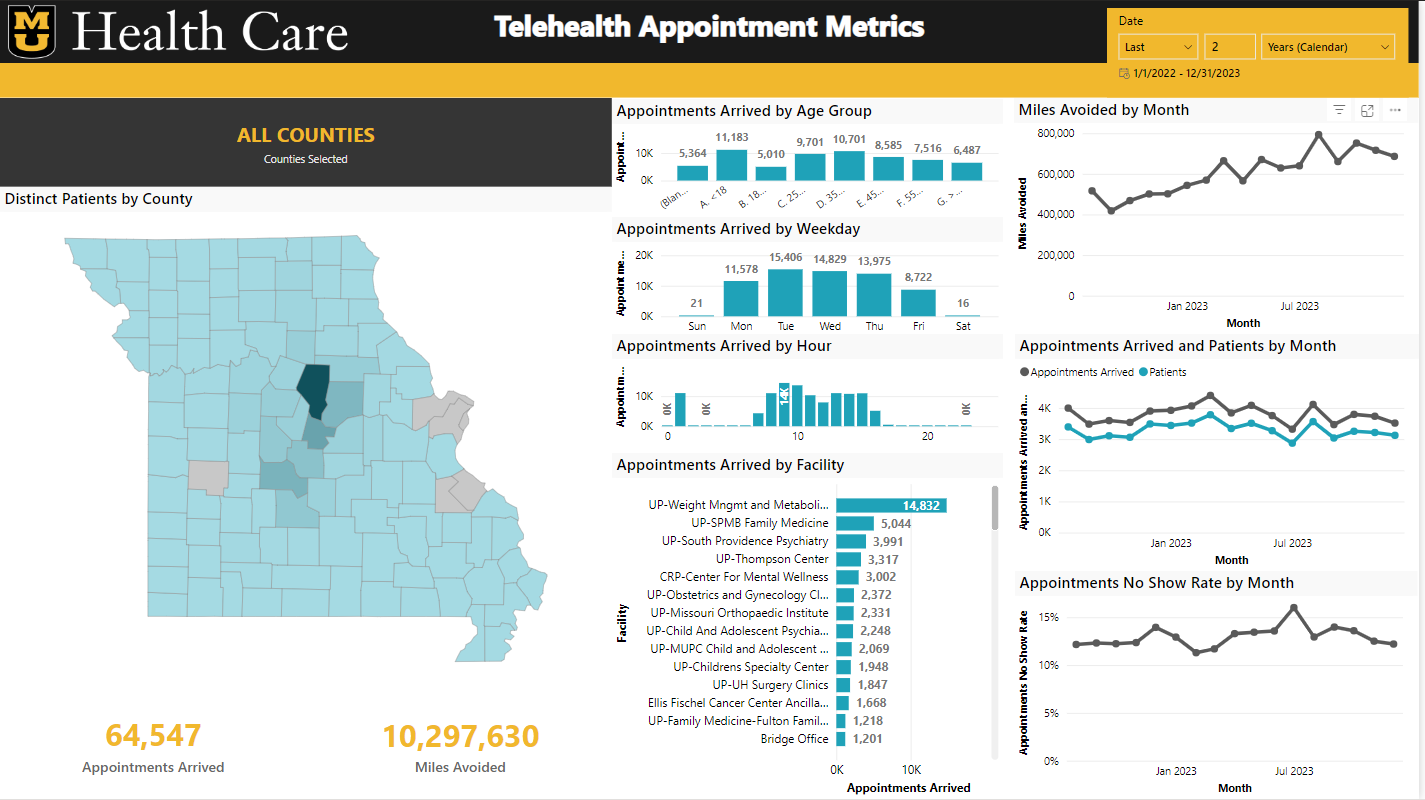 MU Health Care
Telehealth Appointment Metrics
Date
Last 2 Years (Calendar)
1/1/2022 - 12/31/2023
ALL COUNTIES
Counties Selected
Distinct Patients by County
64,547
Appointments Arrived
10,297,630
Miles Avoided
Appointments Arrived by Age Group
Appoint...
10K
0K
5,364 11,183 5,010 9,701 10,701 8,585 7,516 6,487
(Blan... A. <18 B. 18... C. 25... D. 35... E. 45... F. 55... G. > ...
Appointments Arrived by Weekday
Appointme...
20K
10K
0K
21 11,578 15,406 14,829 13,975 8,722 16
Sun Mon Tue Wed Thu Fri Sat
Appointments Arrived by Hour
Appointm...
10K
0K
0K 0K 14K 0K
0 10 20
Appointments Arrived by Facility
Facility
UP-Weight Mngmt and Metaboli... 14,832
UP-SPMB Family Medicine 5,044
UP-South Providence Psychiatry 3,991
UP-Thompson Center 3,317
CRP-Center For Mental Wellness 3,002
UP-Obstetrics and Gynecology Cl... 2,372
UP-Missouri Orthopaedic Institute 2,331
UP-Child And Adolescent Psychia... 2,248
UP-MUPC Child and Adolescent ... 2,069
UP-Childrens Specialty Center 1,948
UP-UH Surgery Clinics 1,847
Ellis Fischel Cancer Center Ancilla... 1,668
UP-Family Medicine-Fulton Famil... 1,218
Bridge Office 1,201
0K 10K
Appointments Arrived
Miles Avoided by Month
Miles Avoided
800,000
600,000
400,000
200,000
0
Jan 2023 Jul 2023
Month
Appointments Arrived and Patients by Month
Appointments Arrived Patients
Appointments Arrived an...
4K
3K
2K
1K
0K
Jan 2023 Jul 2023
Month
Appointments No Show Rate by Month
Appointments No Show Rate
15%
10%
5%
0%
Jan 2023 Jul 2023
Month